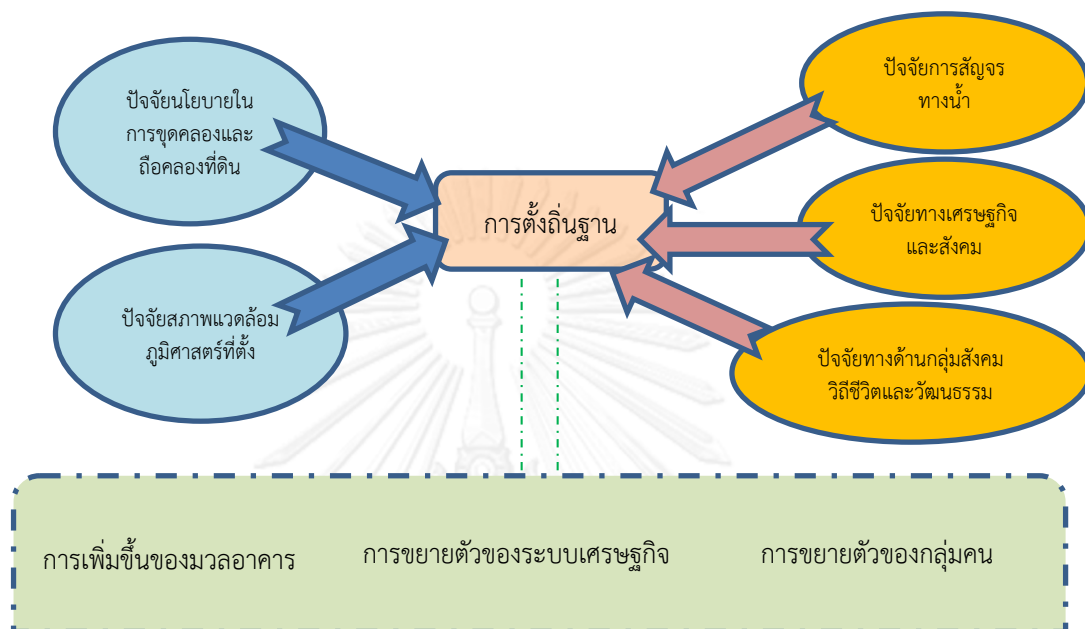 ปัจจัยนโยบายใน
การขุดคลองและ
ถือคลองที่ดิน
ปัจจัยสภาพแวดล้อม
ภูมิศาสตร์ที่ตั้ง
การตั้งถิ่นฐาน
ปัจจัยการสัญจร
ทางน้ำ
ปัจจัยทางเศรษฐกิจ
และสังคม
ปัจจัยทางด้านกลุ่มสังคม
วิถีชีวิตและวัฒนธรรม
การเพิ่มขึ้นของมวลอาคาร
การขยายตัวของระบบเศรษฐกิจ
การขยายตัวของกลุ่มคน